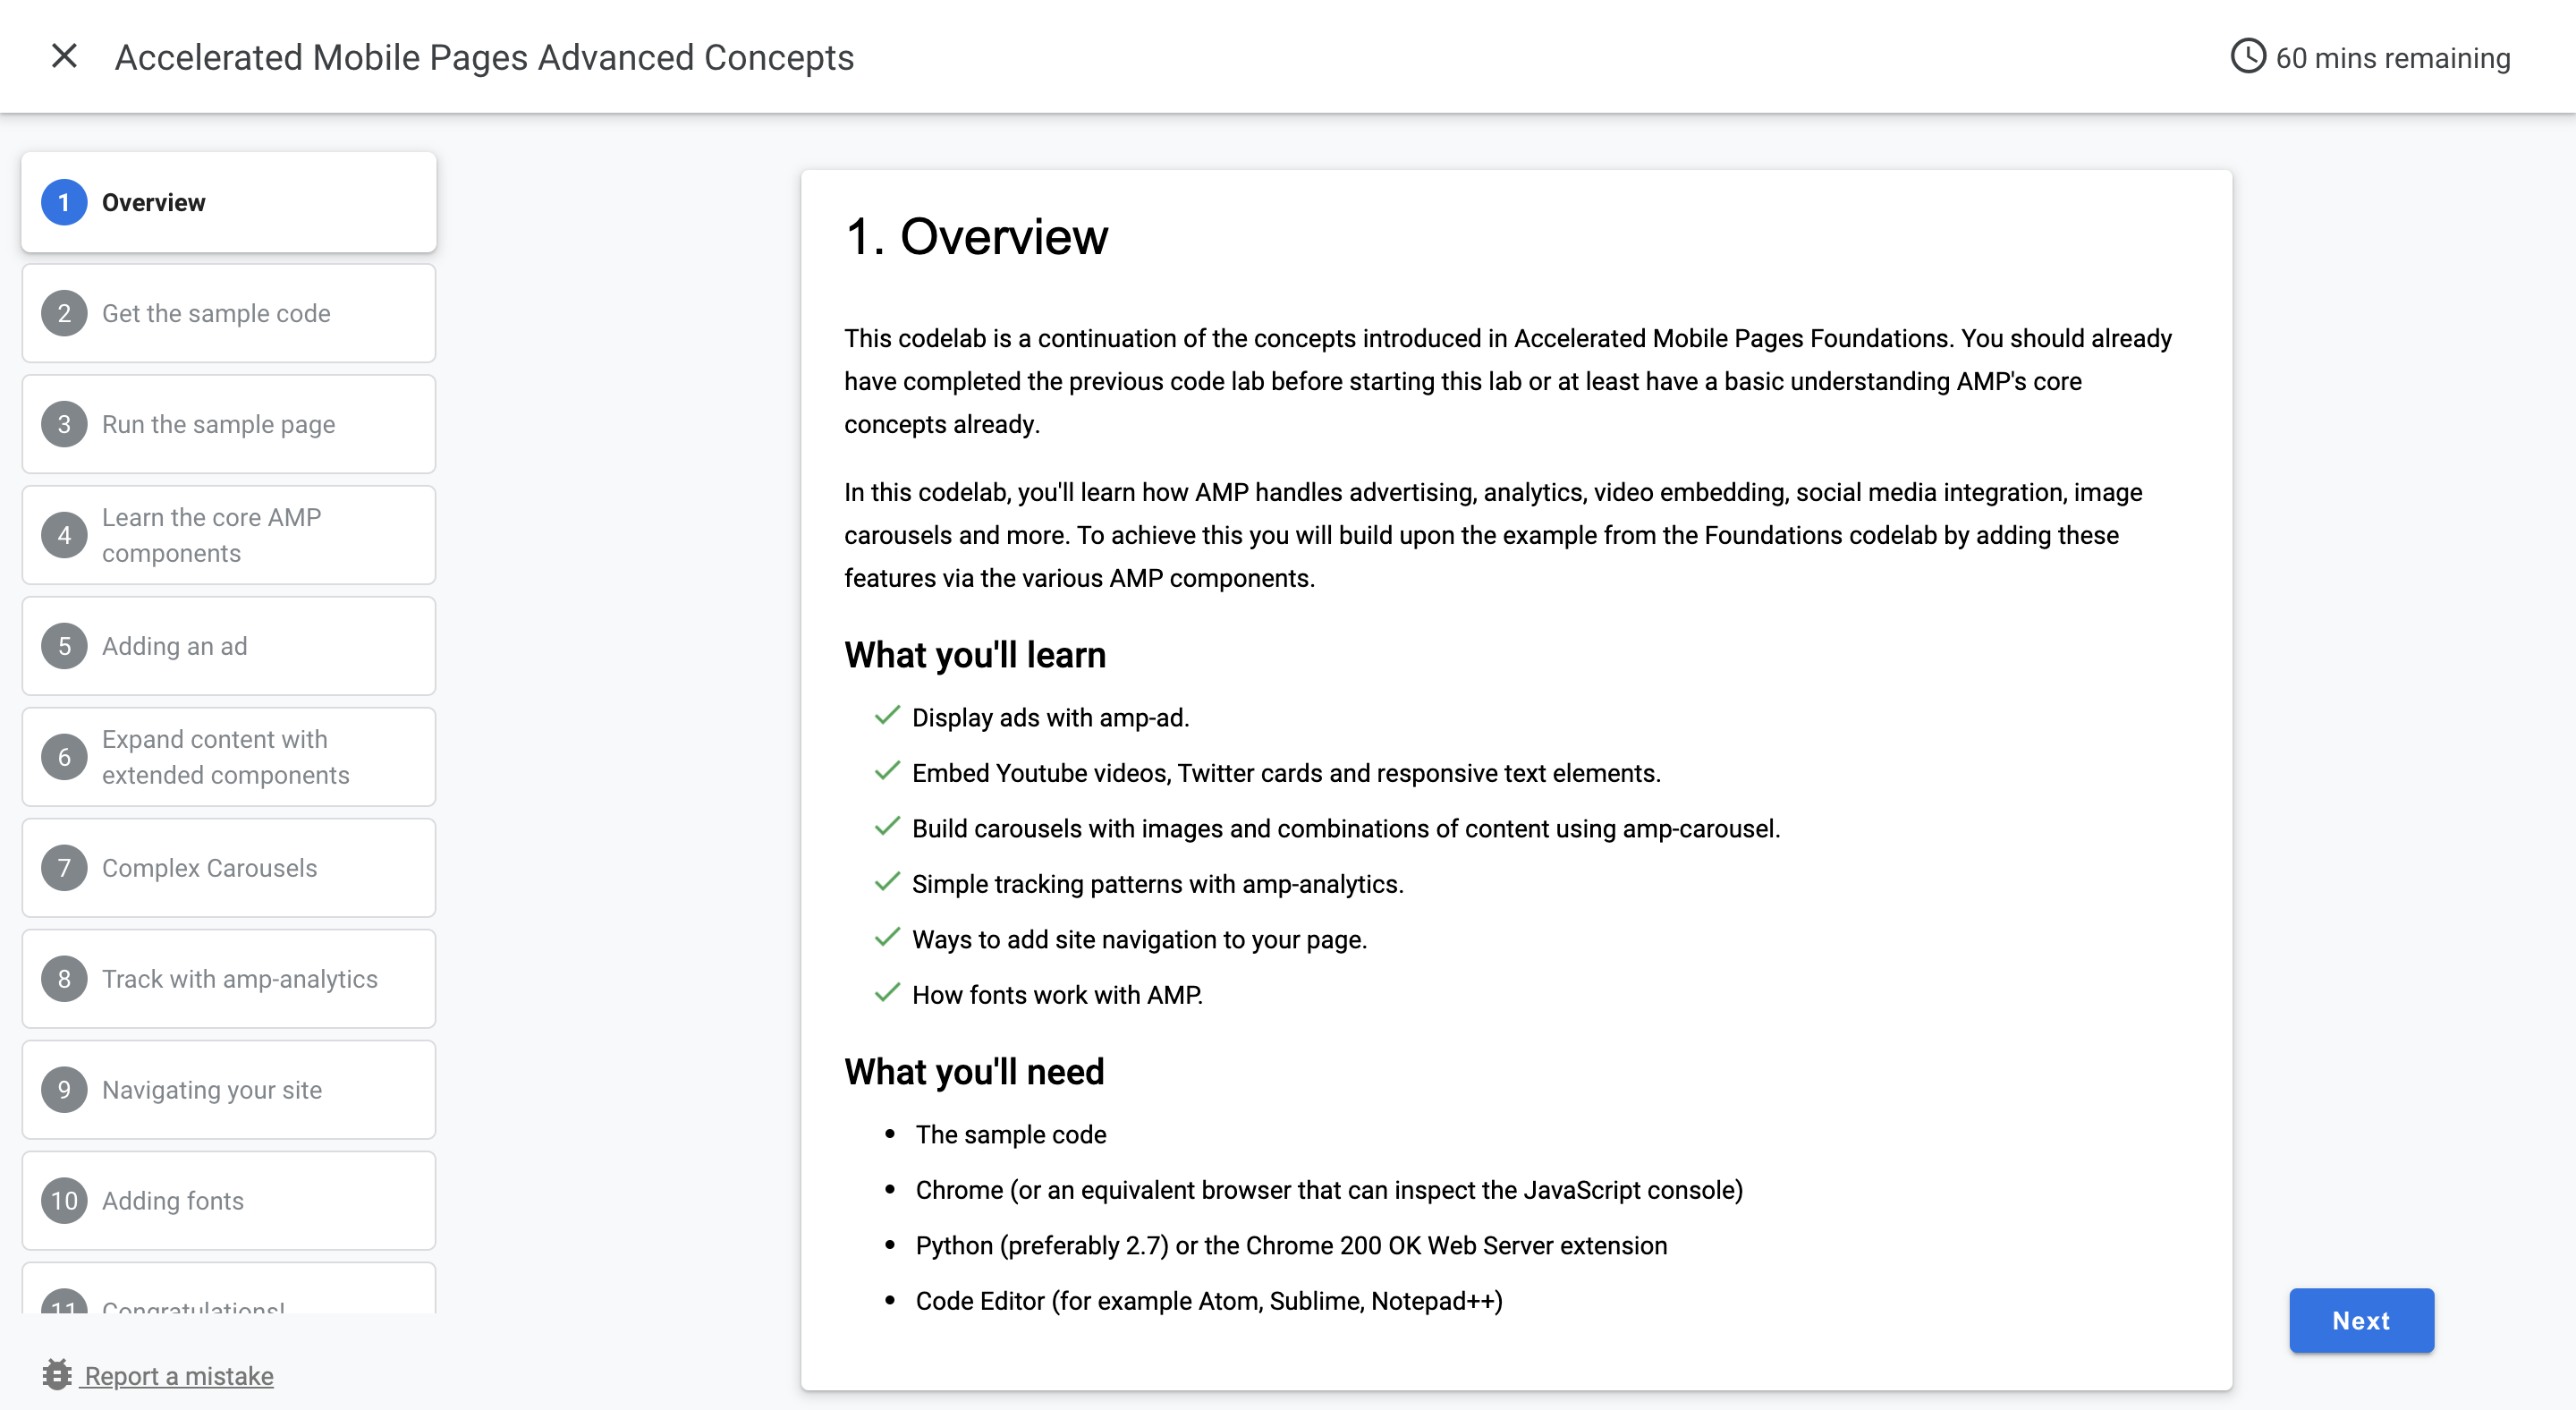 Accelerated Mobile Pages Advanced Concepts
60 mins remaining
1 Overview
2 Get the sample code
3 Run the sample page
4 Learn the core AMP
components
5 Adding an ad
6 Expand content with
extended components
7 Complex Carousels
8 Track with amp-analytics
9 Navigating your site
10 Adding fonts
11 Congratulations!
Report a mistake
1. Overview
This codelab is a continuation of the concepts introduced in Accelerated Mobile Pages Foundations. You should already
have completed the previous code lab before starting this lab or at least have a basic understanding AMP's core
concepts already.
In this codelab, you'll learn how AMP handles advertising, analytics, video embedding, social media integration, image
carousels and more. To achieve this you will build upon the example from the Foundations codelab by adding these
features via the various AMP components.
What you'll learn
Display ads with amp-ad.
Embed Youtube videos, Twitter cards and responsive text elements.
Build carousels with images and combinations of content using amp-carousel.
Simple tracking patterns with amp-analytics.
Ways to add site navigation to your page.
How fonts work with AMP.
What you'll need
• The sample code
• Chrome (or an equivalent browser that can inspect the JavaScript console)
• Python (preferably 2.7) or the Chrome 200 OK Web Server extension
• Code Editor (for example Atom, Sublime, Notepad++)
Next